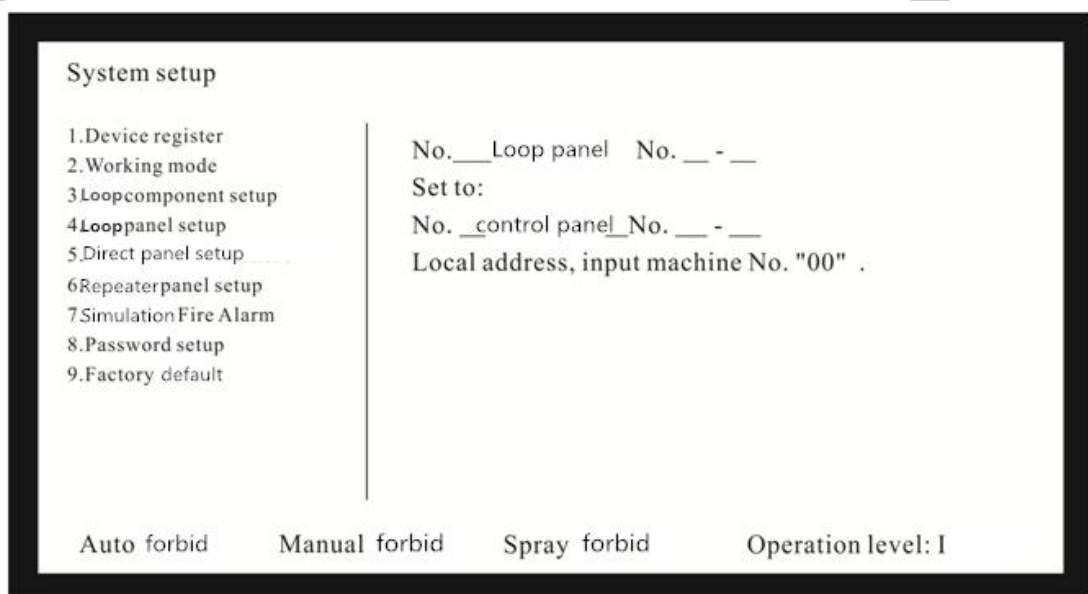 System setup
1.Device register
2.Working mode
3Loopcomponent setup
4Looppanel setup
5.Direct panel setup
6Repeaterpanel setup
7SimulationFire Alarm
8.Password setup
9.Factory default
No.___Loop panel No. __ - __
Set to:
No. __control panel__No. __ - __
Local address, input machine No. "00" .
Auto forbid Manual forbid Spray forbid Operation level: I